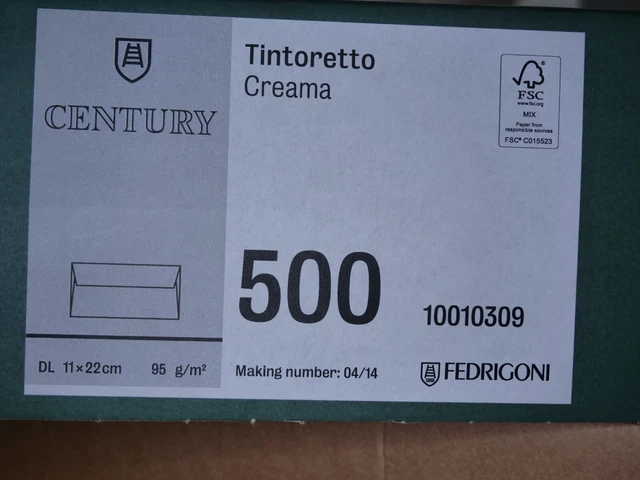 CENTURY
DL 11×22cm 95 g/m²
Tintoretto
Creama
500
Making number: 04/14
10010309
FEDRIGONI
FSC
www.fsc.org
MIX
Paper from
responsible sources
FSC® C015523